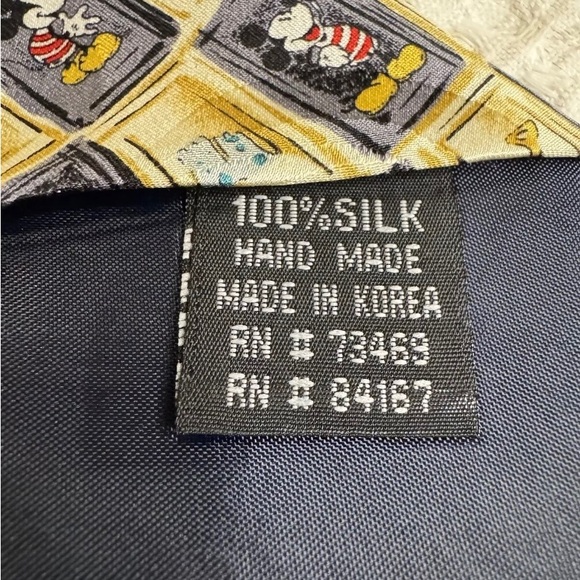 100%SILK
HAND MADE
MADE IN KOREA
RN # 73469
RN # 84167